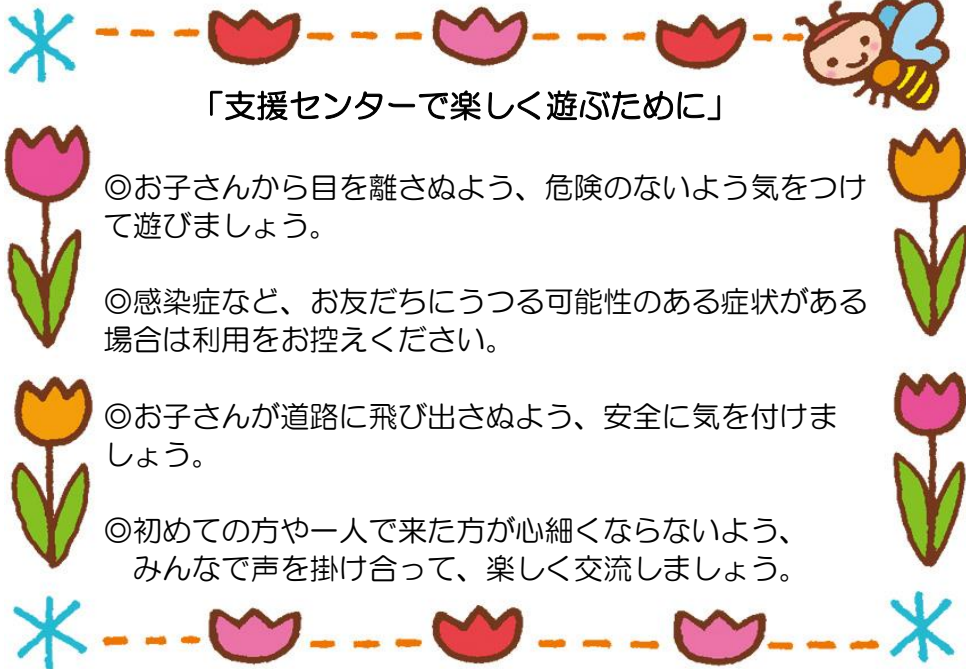 「支援センターで楽しく遊ぶために」
◎お子さんから目を離さぬよう、危険のないよう気をつけ
て遊びましょう。
◎感染症など、お友だちにうつる可能性のある症状がある
場合は利用をお控えください。
◎お子さんが道路に飛び出さぬよう、安全に気を付けま
しょう。
◎初めての方や一人で来た方が心細くならないよう、
みんなで声を掛け合って、楽しく交流しましょう。